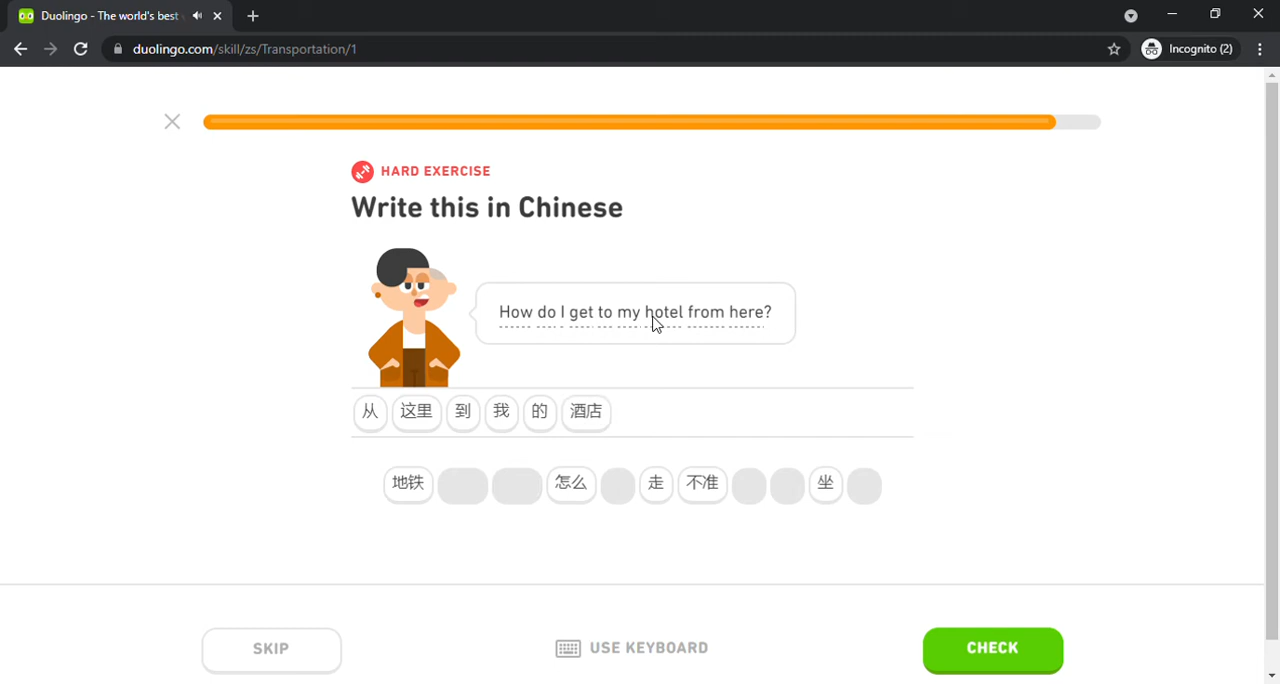 Duolingo - The world's best
duolingo.com/skill/zs/Transportation/1
Incognito (2)
HARD EXERCISE
Write this in Chinese
How do I get to my hotel from here?
从 这里 到 我 的 酒店
地铁 怎么 走 不准 坐
SKIP
USE KEYBOARD
CHECK